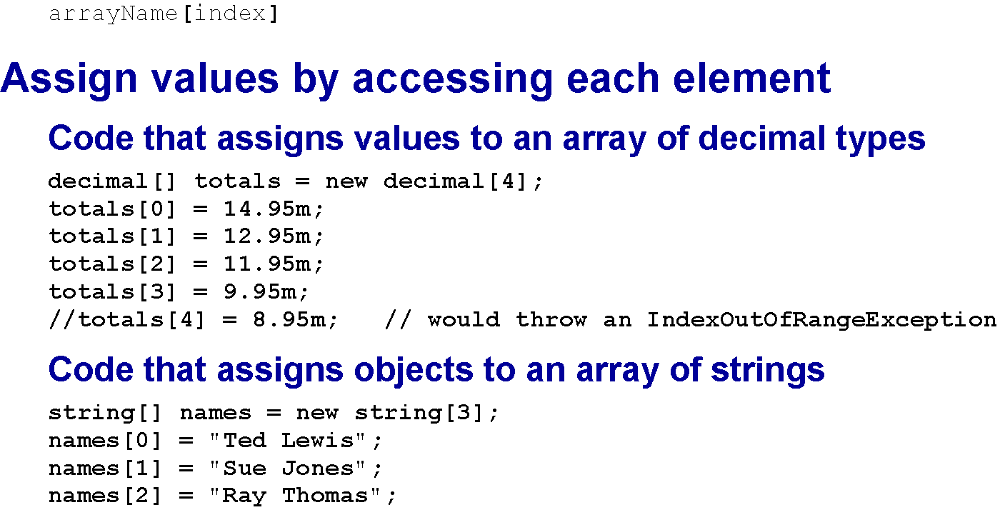 arrayName[index]
Assign values by accessing each element
Code that assigns values to an array of decimal types
decimal[] totals = new decimal[4];
totals[0] = 14.95m;
totals[1] = 12.95m;
totals[2] = 11.95m;
totals[3] = 9.95m;
//totals[4] = 8.95m;   // would throw an IndexOutOfRangeException
Code that assigns objects to an array of strings
string[] names = new string[3];
names[0] = "Ted Lewis";
names[1] = "Sue Jones";
names[2] = "Ray Thomas";